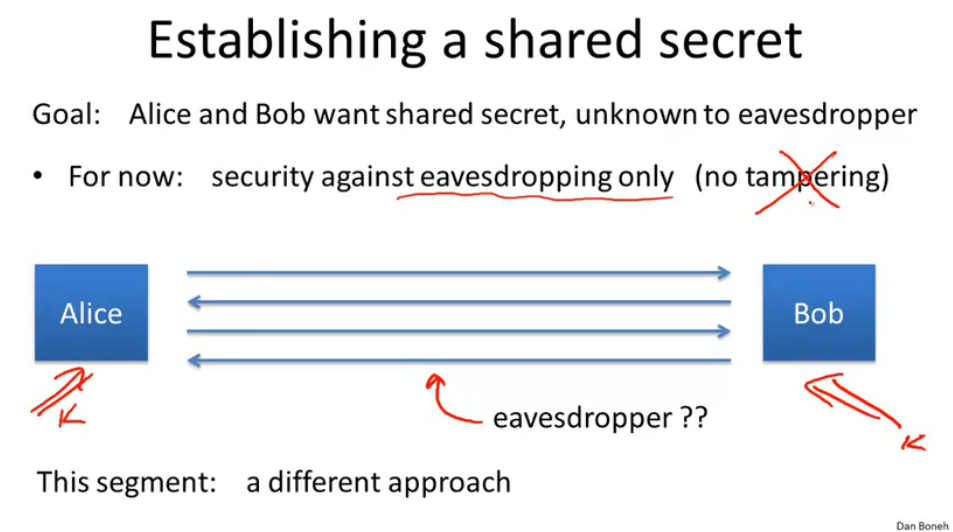 Establishing a shared secret
Goal: Alice and Bob want shared secret, unknown to eavesdropper
• For now: security against eavesdropping only (no tampering)
Alice
Bob
K
eavesdropper ??
K
This segment: a different approach
Dan Boneh